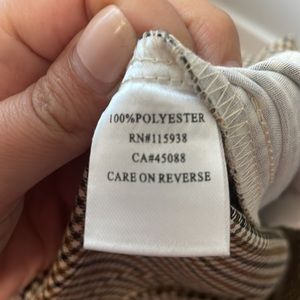 100%POLYESTER
RN#115938
CA#45088
CARE ON REVERSE